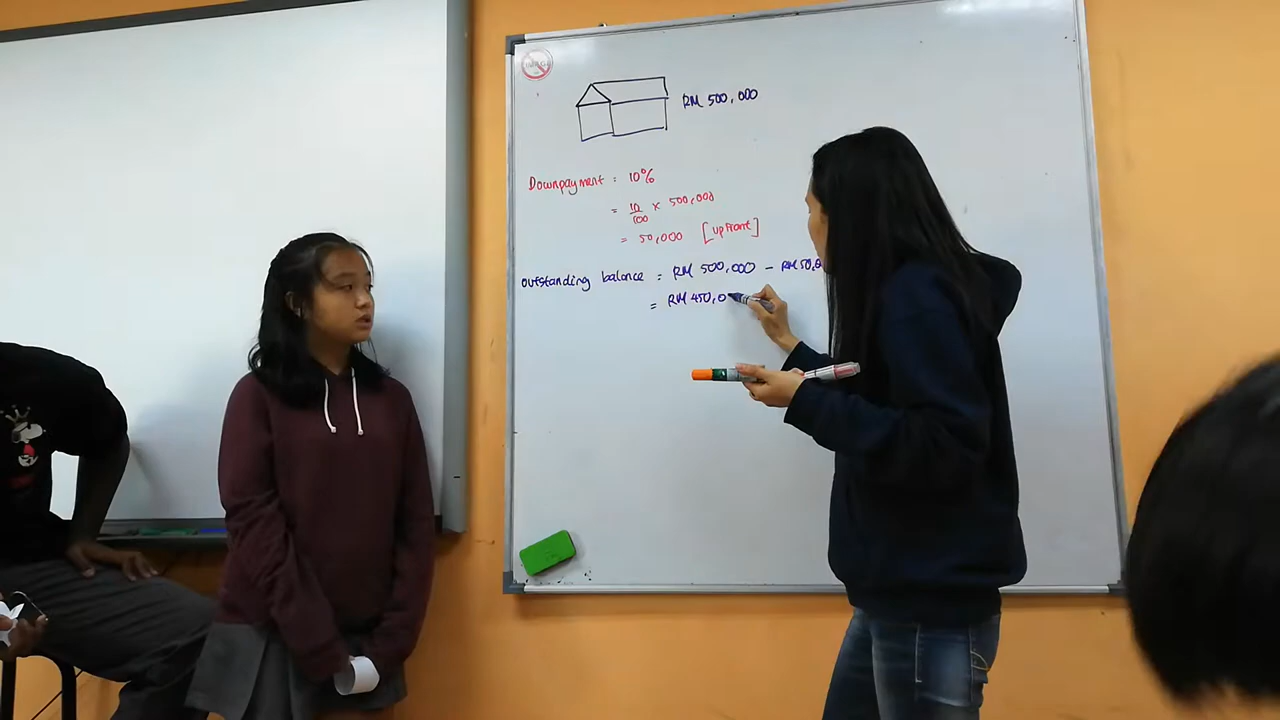 RM 500,000
Downpayment = 10%
= 10/100 × 500,000
= 50,000 [upfront]
outstanding balance = RM 500,000 - RM 50,0
= RM 450,0